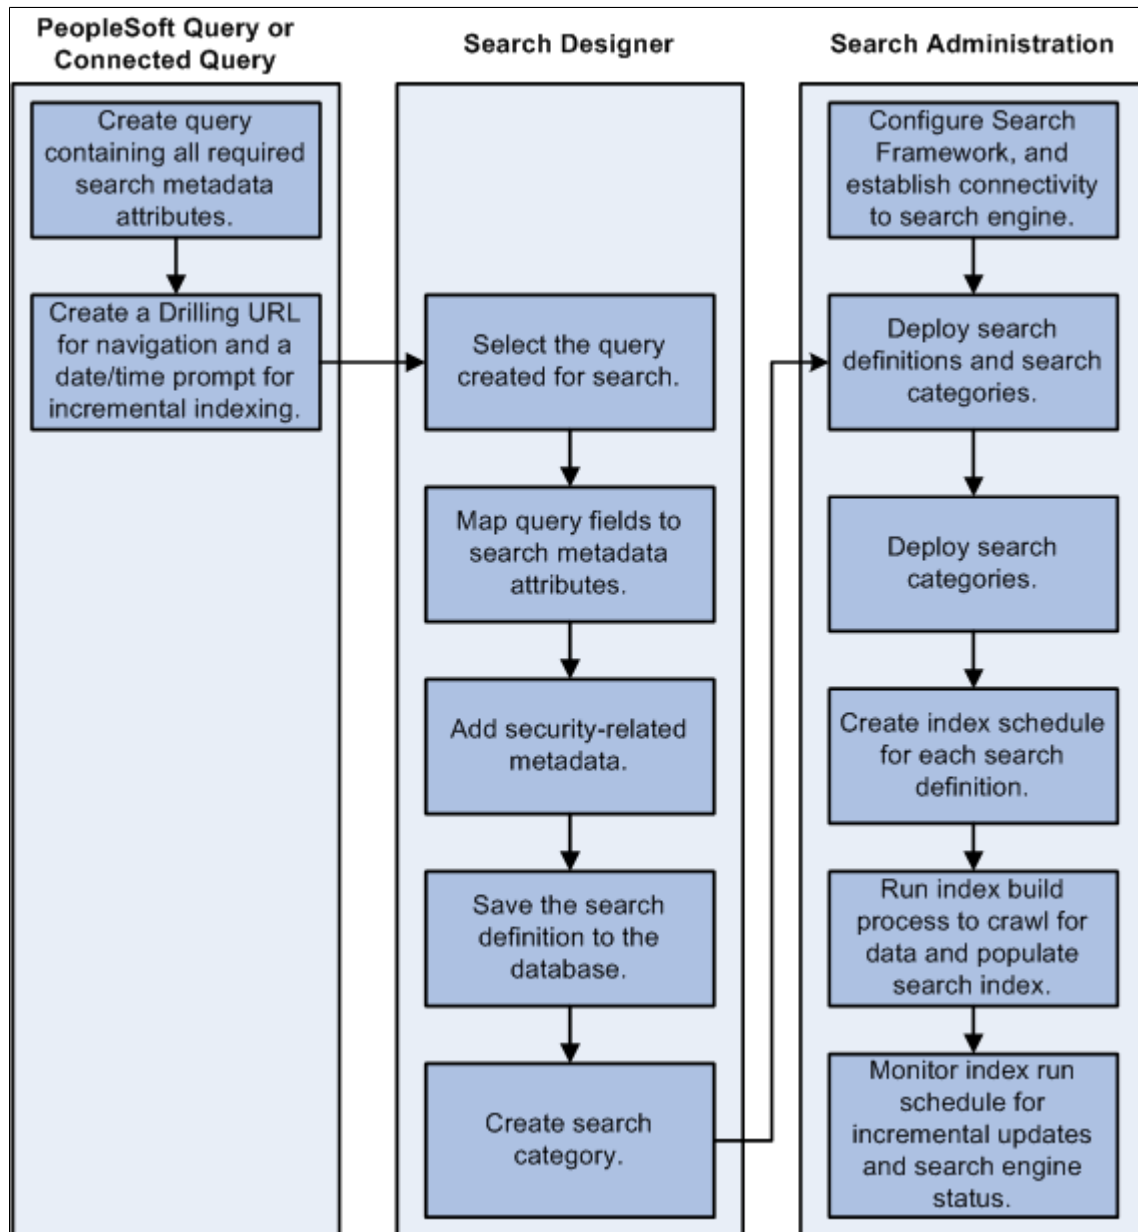 PeopleSoft Query or
Connected Query
Create query
containing all required
search metadata
attributes.
Create a Drilling URL
for navigation and a
date/time prompt for
incremental indexing.
Search Designer
Select the query
created for search.
Map query fields to
search metadata
attributes.
Add security-related
metadata.
Save the search
definition to the
database.
Create search
category.
Search Administration
Configure Search
Framework, and
establish connectivity
to search engine.
Deploy search
definitions and search
categories.
Deploy search
categories.
Create index schedule
for each search
definition.
Run index build
process to crawl for
data and populate
search index.
Monitor index run
schedule for
incremental updates
and search engine
status.